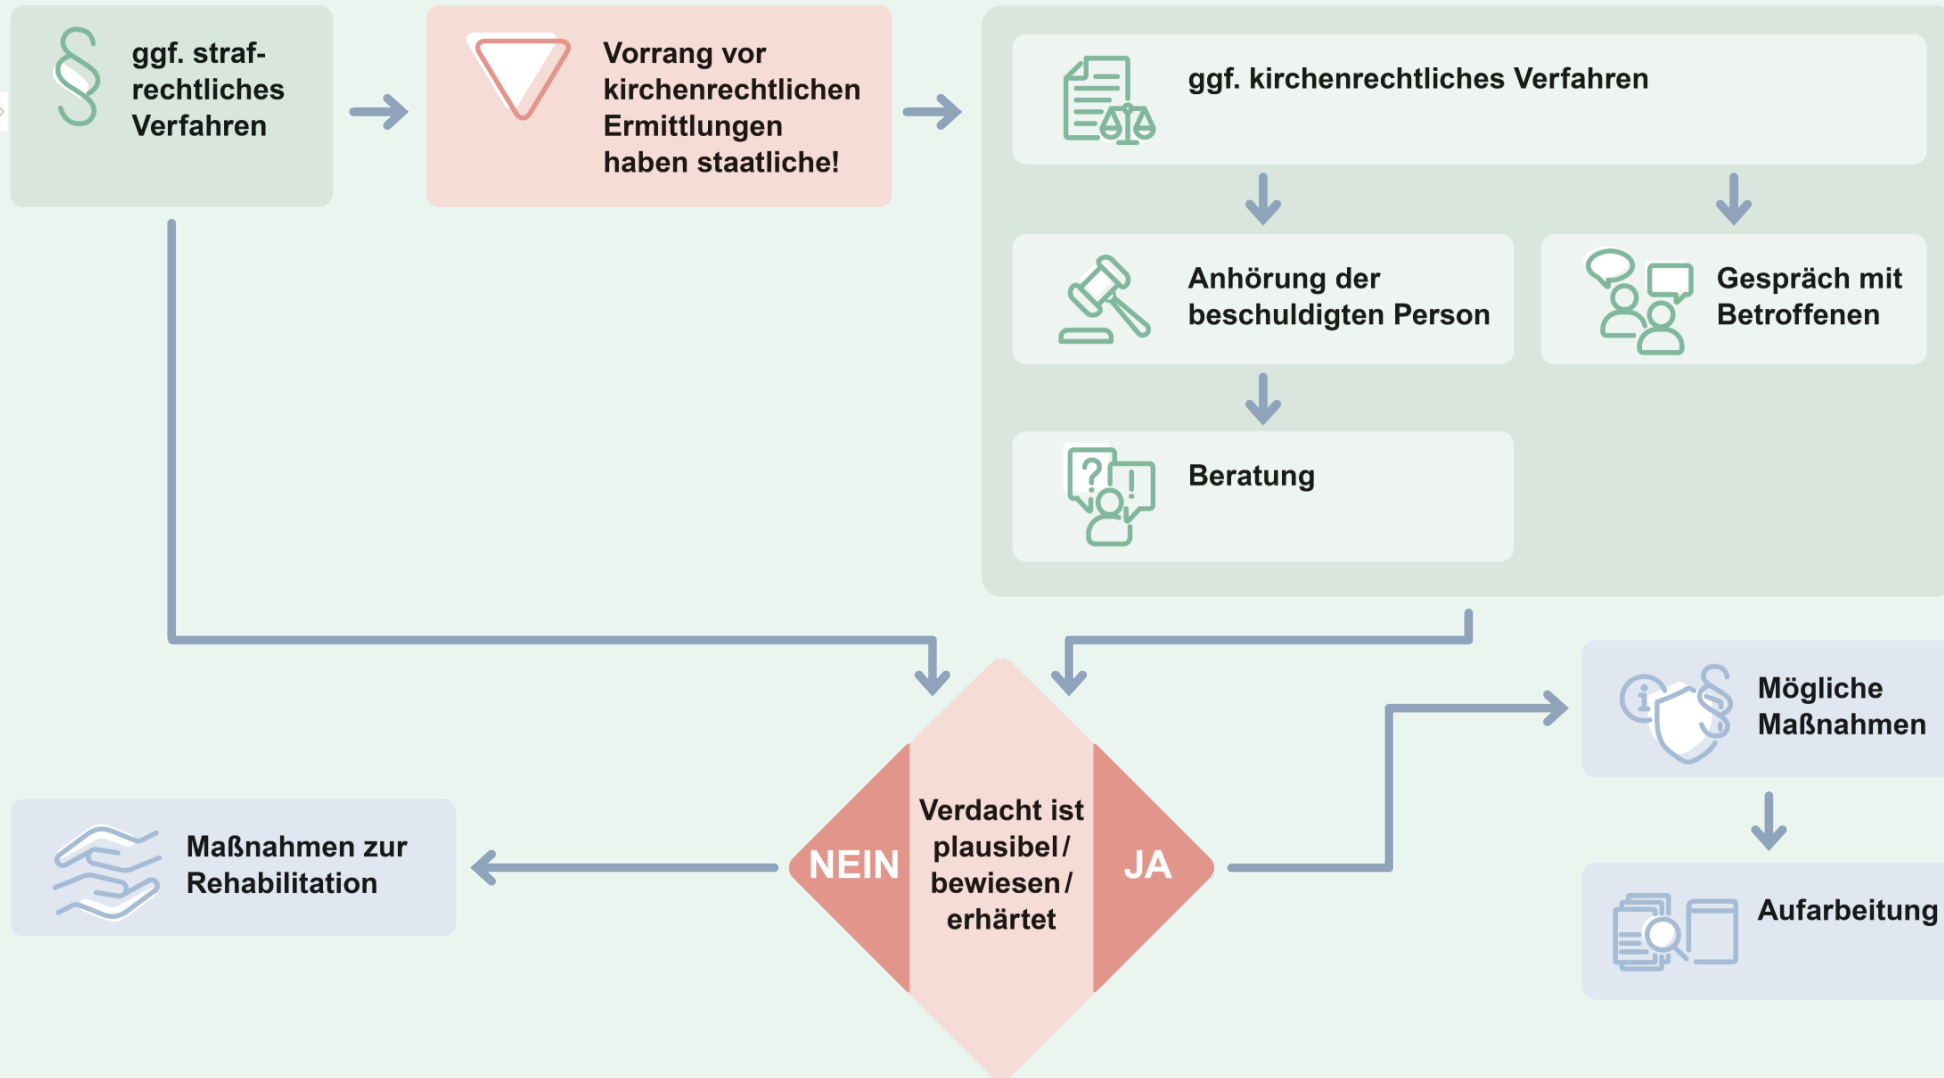 ggf. straf-
rechtliches
Verfahren
Vorrang vor
kirchenrechtlichen
Ermittlungen
haben staatliche!
ggf. kirchenrechtliches Verfahren
Anhörung der
beschuldigten Person
Gespräch mit
Betroffenen
Beratung
Verdacht ist
plausibel/
bewiesen/
erhärtet
NEIN
JA
Maßnahmen zur
Rehabilitation
Mögliche
Maßnahmen
Aufarbeitung